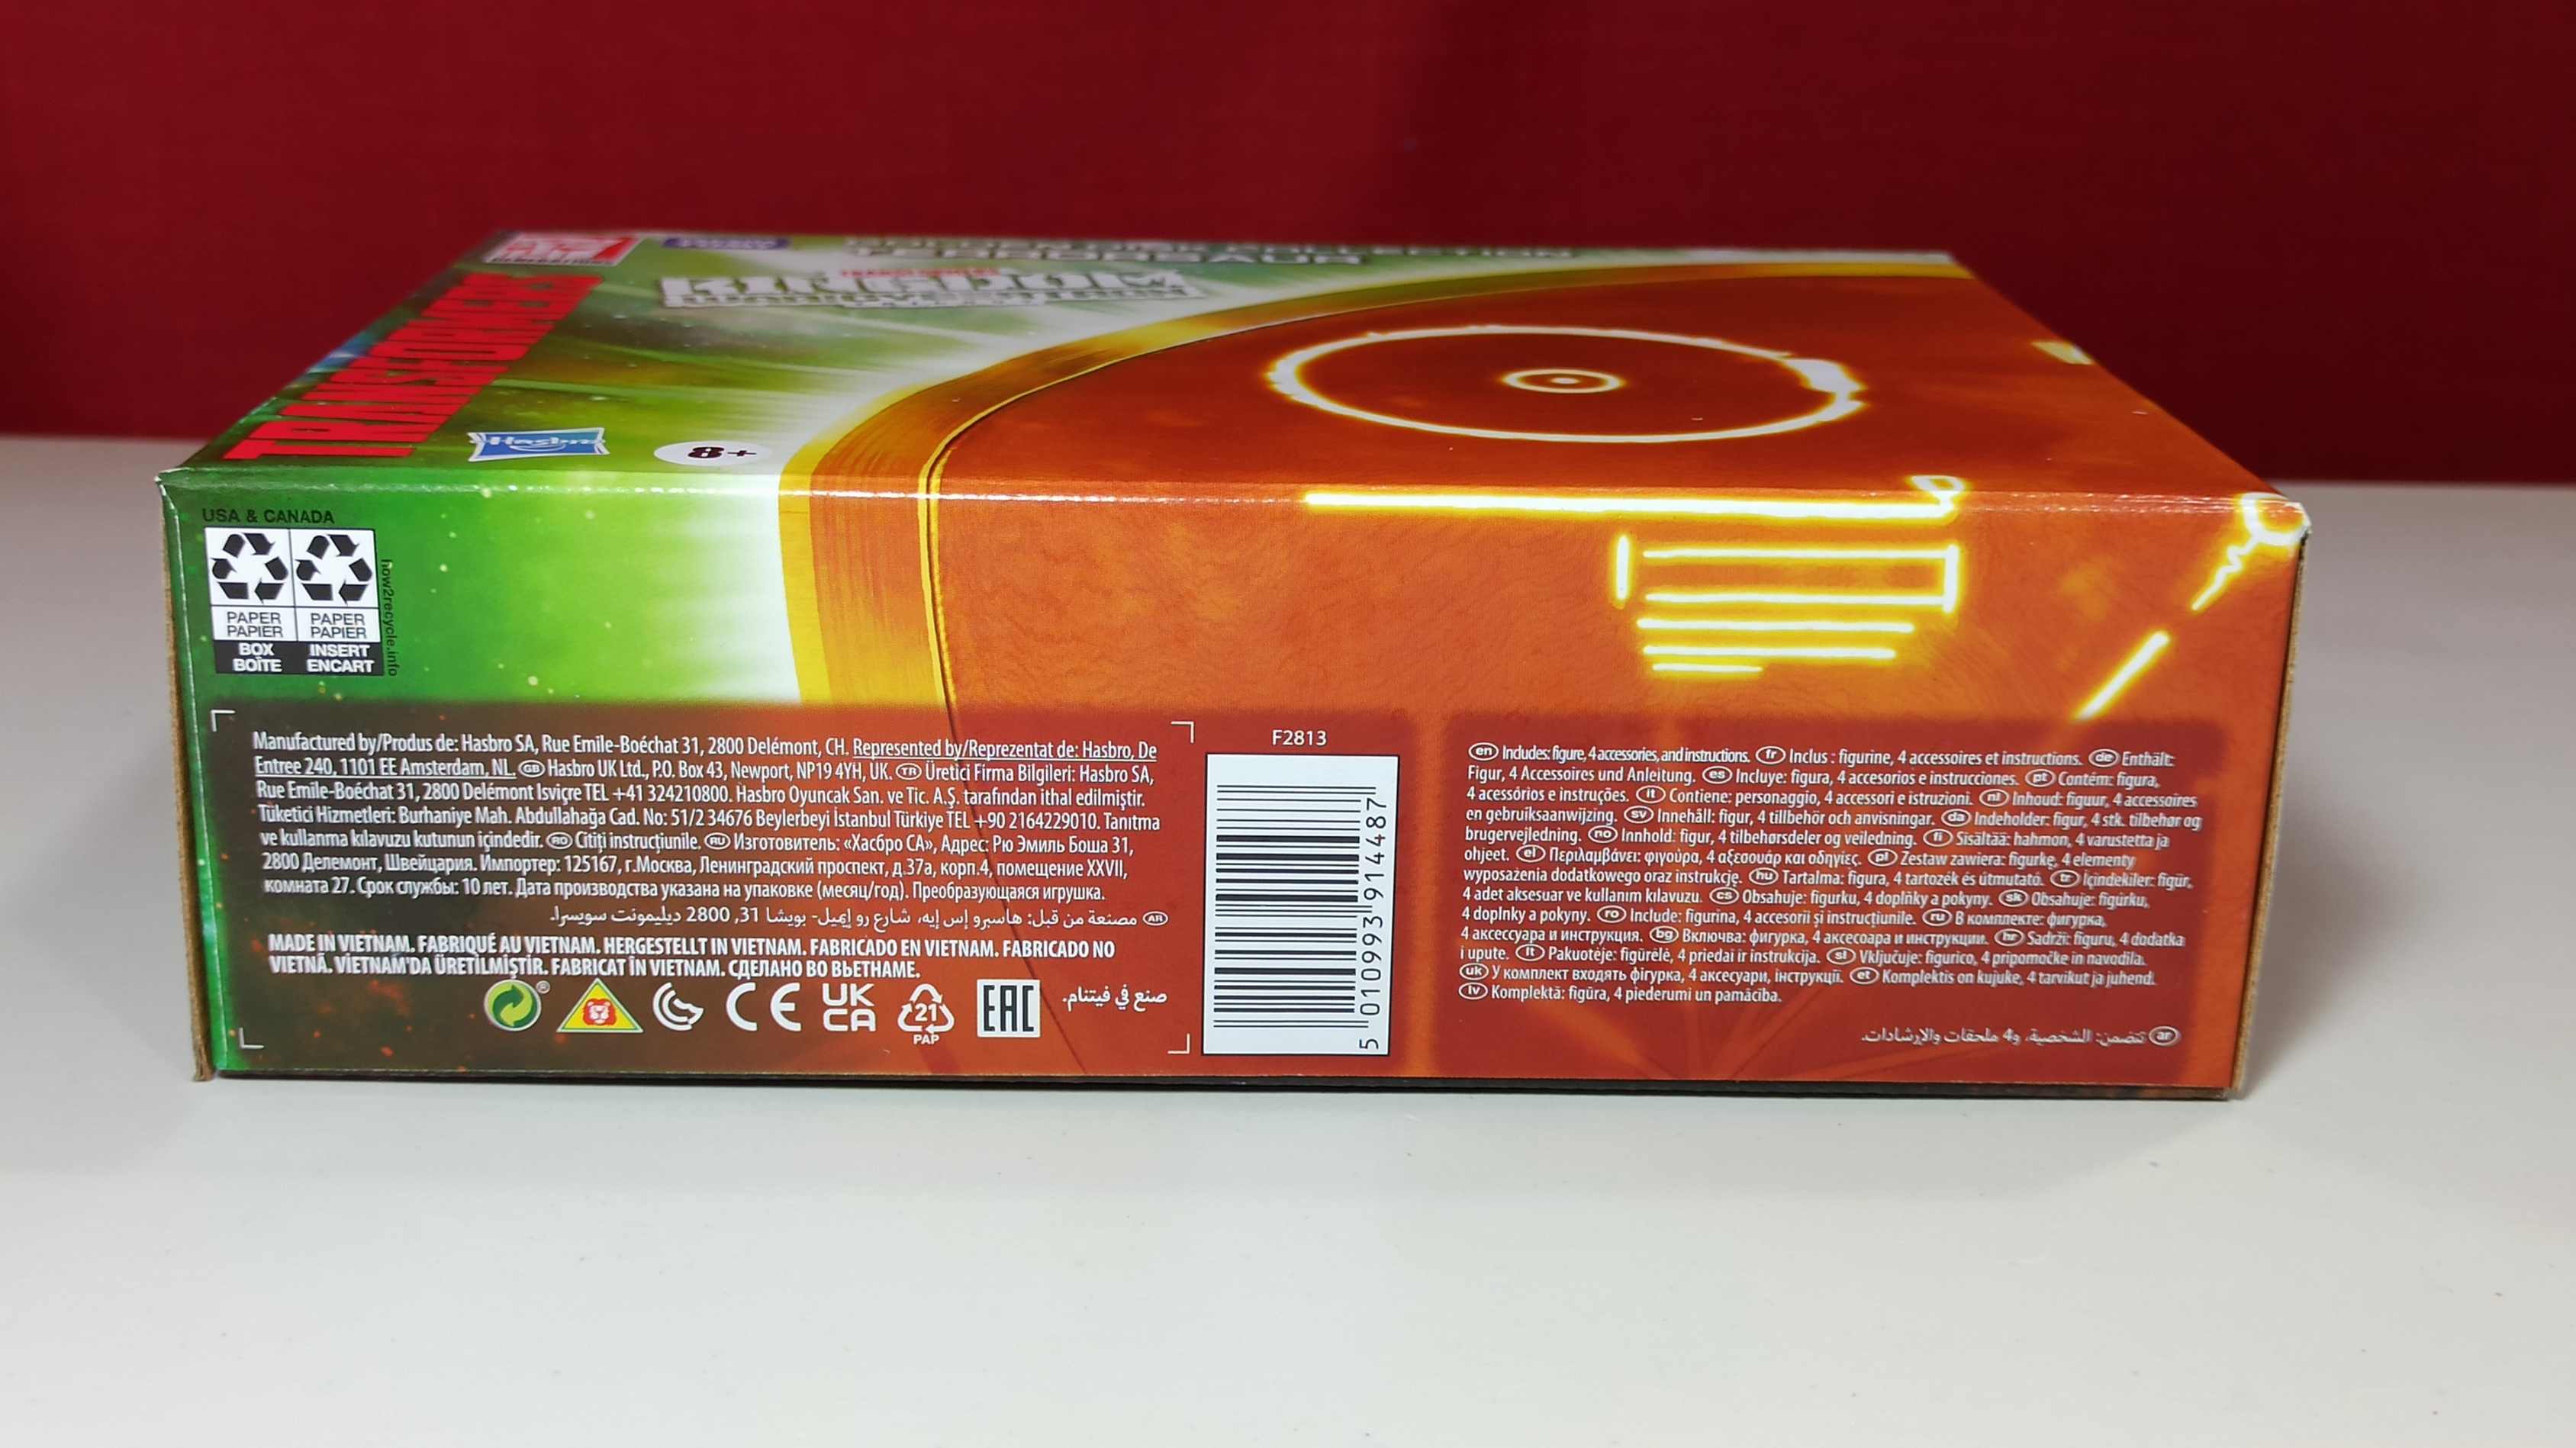 GENERATIONS
GOLDEN DISK COLLECTION
TERRORSAUR
TRANSFORMERS
KINGDOM
WAR FOR CYBERTRON
TRANSFORMERS
Hasbro
8+
USA & CANADA
PAPER PAPER
PAPIER PAPIER
BOX INSERT
BOÎTE ENCART
how2recycle.info
Manufactured by/Produs de: Hasbro SA, Rue Emile-Boéchat 31, 2800 Delémont, CH. Represented by/Reprezentat de: Hasbro, De
Entree 240, 1101 EE Amsterdam, NL. GB Hasbro UK Ltd., P.O. Box 43, Newport, NP19 4YH, UK. TR Üretici Firma Bilgileri: Hasbro SA,
Rue Emile-Boéchat 31, 2800 Delémont Isviçre TEL +41 324210800. Hasbro Oyuncak San. ve Tic. A.Ş. tarafından ithal edilmiştir.
Tüketici Hizmetleri: Burhaniye Mah. Abdullahağa Cad. No: 51/2 34676 Beylerbeyi İstanbul Türkiye TEL +90 2164229010. Tanıtma
ve kullanma kılavuzu kutunun içindedir. RO Citiți instrucțiunile. RU Изготовитель: «Хасбро СА», Адрес: Рю Эмиль Боша 31,
2800 Делемонт, Швейцария. Импортер: 125167, г.Москва, Ленинградский проспект, д.37а, корп.4, помещение XXVII,
комната 27. Срок службы: 10 лет. Дата производства указана на упаковке (месяц/год). Преобразующаяся игрушка.
AR مصنعة من قبل: هاسبرو إس إيه، شارع رو إيميل- بويشا 31, 2800 ديليمونت سويسرا.
MADE IN VIETNAM. FABRIQUÉ AU VIETNAM. HERGESTELLT IN VIETNAM. FABRICADO EN VIETNAM. FABRICADO NO
VIETNÃ. VİETNAM'DA ÜRETİLMİŞTİR. FABRICAT ÎN VIETNAM. СДЕЛАНО ВО ВЬЕТНАМЕ.
CE UK CA 21 PAP EAC صنع في فيتنام.
F2813
5 010993 914487
en Includes: figure, 4 accessories, and instructions. fr Inclus : figurine, 4 accessoires et instructions. de Enthält:
Figur, 4 Accessoires und Anleitung. es Incluye: figura, 4 accesorios e instrucciones. pt Contém: figura,
4 acessórios e instruções. it Contiene: personaggio, 4 accessori e istruzioni. nl Inhoud: figuur, 4 accessoires
en gebruiksaanwijzing. sv Innehåll: figur, 4 tillbehör och anvisningar. da Indeholder: figur, 4 stk. tilbehør og
brugervejledning. no Innhold: figur, 4 tilbehørsdeler og veiledning. fi Sisältää: hahmon, 4 varustetta ja
ohjeet. el Περιλαμβάνει: φιγούρα, 4 αξεσουάρ και οδηγίες. pl Zestaw zawiera: figurkę, 4 elementy
wyposażenia dodatkowego oraz instrukcję. hu Tartalma: figura, 4 tartozék és útmutató. tr İçindekiler: figür,
4 adet aksesuar ve kullanım kılavuzu. cs Obsahuje: figurku, 4 doplňky a pokyny. sk Obsahuje: figúrku,
4 doplnky a pokyny. ro Include: figurina, 4 accesorii și instrucțiunile. ru В комплекте: фигурка,
4 аксессуара и инструкция. bg Включва: фигурка, 4 аксесоара и инструкции. hr Sadrži: figuru, 4 dodatka
i upute. lt Pakuotėje: figūrėlė, 4 priedai ir instrukcija. sl Vključuje: figurico, 4 pripomočke in navodila.
uk У комплект входять фігурка, 4 аксесуари, інструкції. et Komplektis on kujuke, 4 tarvikut ja juhend.
lv Komplektā: figūra, 4 piederumi un pamācība.
ar تتضمن: الشخصية، و4 ملحقات والإرشادات.